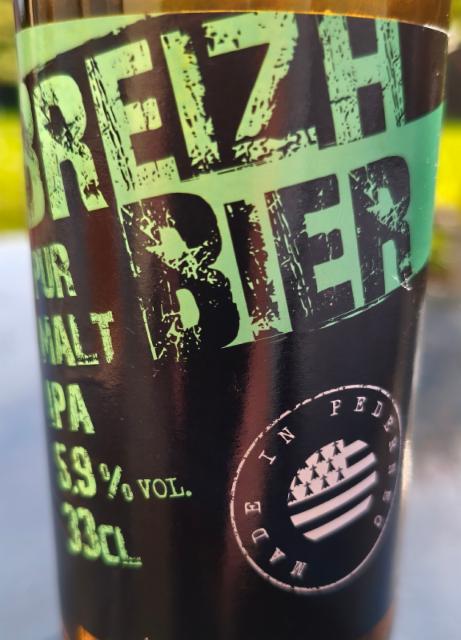 BREIZH
BIER
PUR
MALT
IPA
5.9% VOL.
33CL
MADE IN PEDERNEC